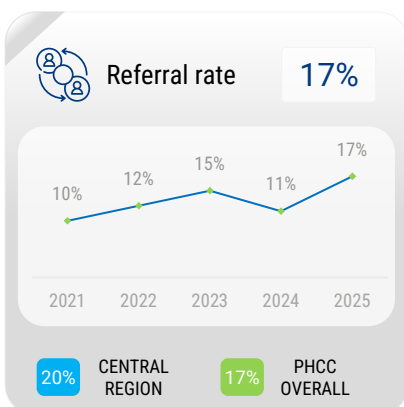 Referral rate 17%
10% 12% 15% 11% 17%
2021 2022 2023 2024 2025
20% CENTRAL REGION
17% PHCC OVERALL